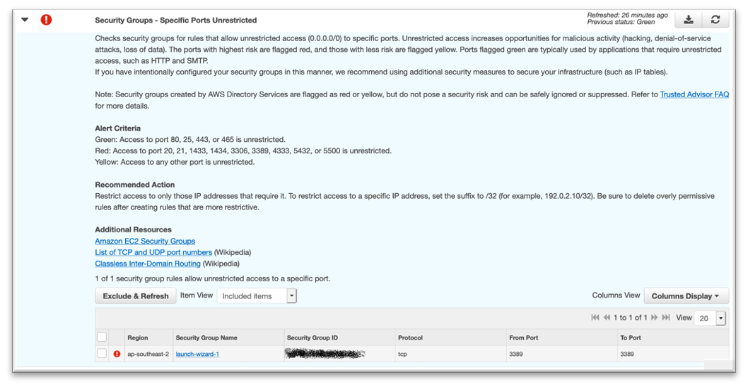 Security Groups - Specific Ports Unrestricted
Refreshed: 26 minutes ago
Previous status: Green
Checks security groups for rules that allow unrestricted access (0.0.0.0/0) to specific ports. Unrestricted access increases opportunities for malicious activity (hacking, denial-of-service
attacks, loss of data). The ports with highest risk are flagged red, and those with less risk are flagged yellow. Ports flagged green are typically used by applications that require unrestricted
access, such as HTTP and SMTP.
If you have intentionally configured your security groups in this manner, we recommend using additional security measures to secure your infrastructure (such as IP tables).
Note: Security groups created by AWS Directory Services are flagged as red or yellow, but do not pose a security risk and can be safely ignored or suppressed. Refer to Trusted Advisor FAQ
for more details.
Alert Criteria
Green: Access to port 80, 25, 443, or 465 is unrestricted.
Red: Access to port 20, 21, 1433, 1434, 3306, 3389, 4333, 5432, or 5500 is unrestricted.
Yellow: Access to any other port is unrestricted.
Recommended Action
Restrict access to only those IP addresses that require it. To restrict access to a specific IP address, set the suffix to /32 (for example, 192.0.2.10/32). Be sure to delete overly permissive
rules after creating rules that are more restrictive.
Additional Resources
Amazon EC2 Security Groups
List of TCP and UDP port numbers (Wikipedia)
Classless Inter-Domain Routing (Wikipedia)
1 of 1 security group rules allow unrestricted access to a specific port.
Exclude & Refresh Item View Included items Columns View Columns Display
1 to 1 of 1 View 20
Region Security Group Name Security Group ID Protocol From Port To Port
ap-southeast-2 launch-wizard-1 tcp 3389 3389